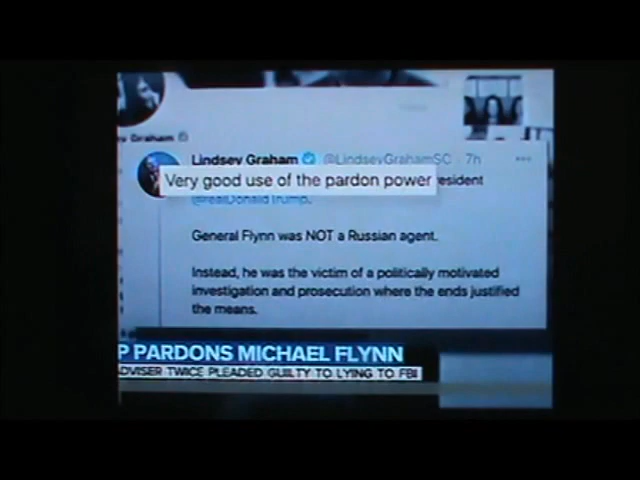 Lindsey Graham @LindseyGrahamSC · 7h
Very good use of the pardon power resident
@realDonaldTrump.
General Flynn was NOT a Russian agent.
Instead, he was the victim of a politically motivated
investigation and prosecution where the ends justified
the means.
P PARDONS MICHAEL FLYNN
ADVISER TWICE PLEADED GUILTY TO LYING TO FBI